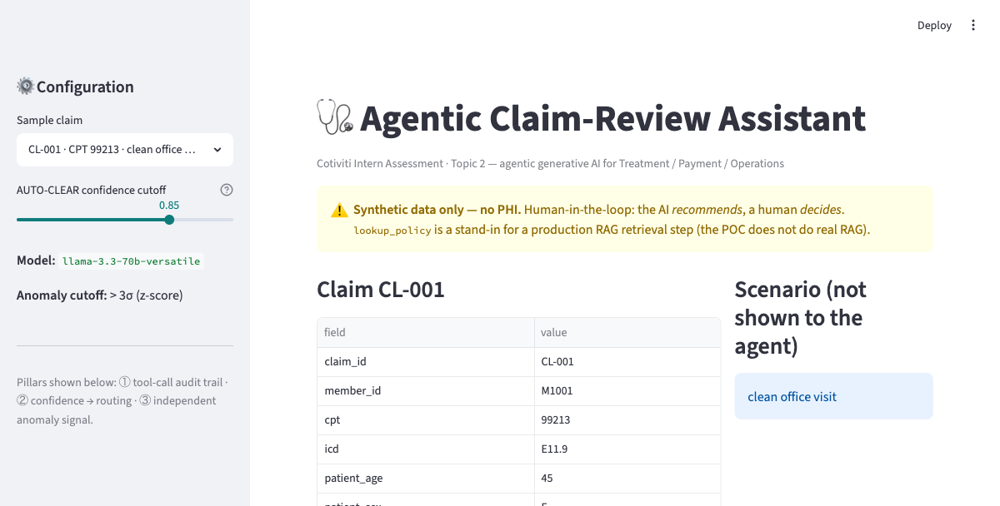 Deploy
Configuration
Sample claim
CL-001 · CPT 99213 · clean office …
AUTO-CLEAR confidence cutoff
0.85
Model: llama-3.3-70b-versatile
Anomaly cutoff: > 3σ (z-score)
Pillars shown below: ① tool-call audit trail ·
② confidence → routing · ③ independent
anomaly signal.
Agentic Claim-Review Assistant
Cotiviti Intern Assessment · Topic 2 — agentic generative AI for Treatment / Payment / Operations
Synthetic data only — no PHI. Human-in-the-loop: the AI recommends, a human decides.
lookup_policy is a stand-in for a production RAG retrieval step (the POC does not do real RAG).
Claim CL-001
field value
claim_id CL-001
member_id M1001
cpt 99213
icd E11.9
patient_age 45
Scenario (not
shown to the
agent)
clean office visit